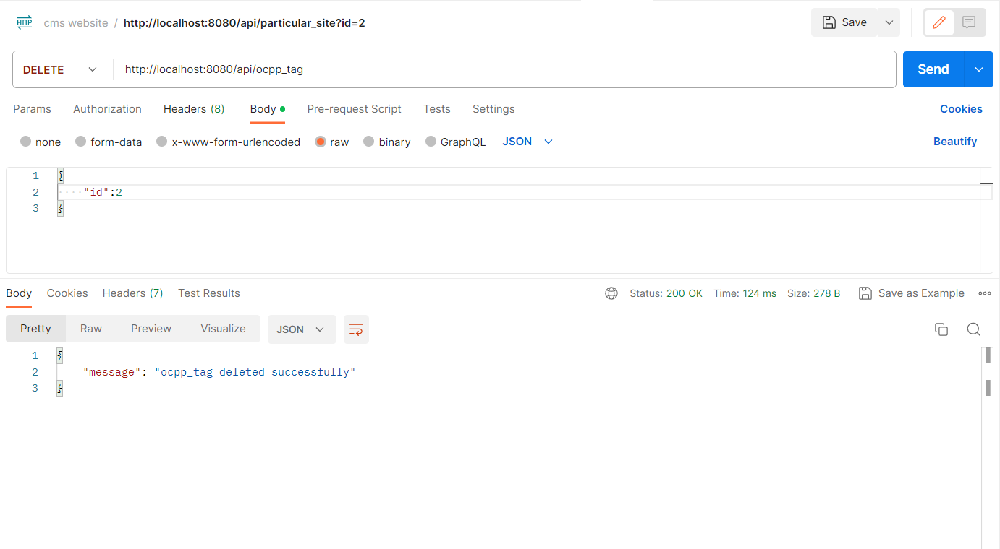 HTTP cms website / http://localhost:8080/api/particular_site?id=2 Save
DELETE http://localhost:8080/api/ocpp_tag Send
Params Authorization Headers (8) Body Pre-request Script Tests Settings Cookies
none form-data x-www-form-urlencoded raw binary GraphQL JSON Beautify
1 {
2 "id":2
3 }
Body Cookies Headers (7) Test Results Status: 200 OK Time: 124 ms Size: 278 B Save as Example
Pretty Raw Preview Visualize JSON
1 {
2 "message": "ocpp_tag deleted successfully"
3 }